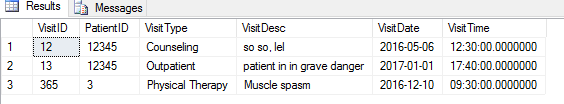 Results Messages
VisitID PatientID VisitType VisitDesc VisitDate VisitTime
1 12 12345 Counseling so so, lel 2016-05-06 12:30:00.0000000
2 13 12345 Outpatient patient in in grave danger 2017-01-01 17:40:00.0000000
3 365 3 Physical Therapy Muscle spasm 2016-12-10 09:30:00.0000000